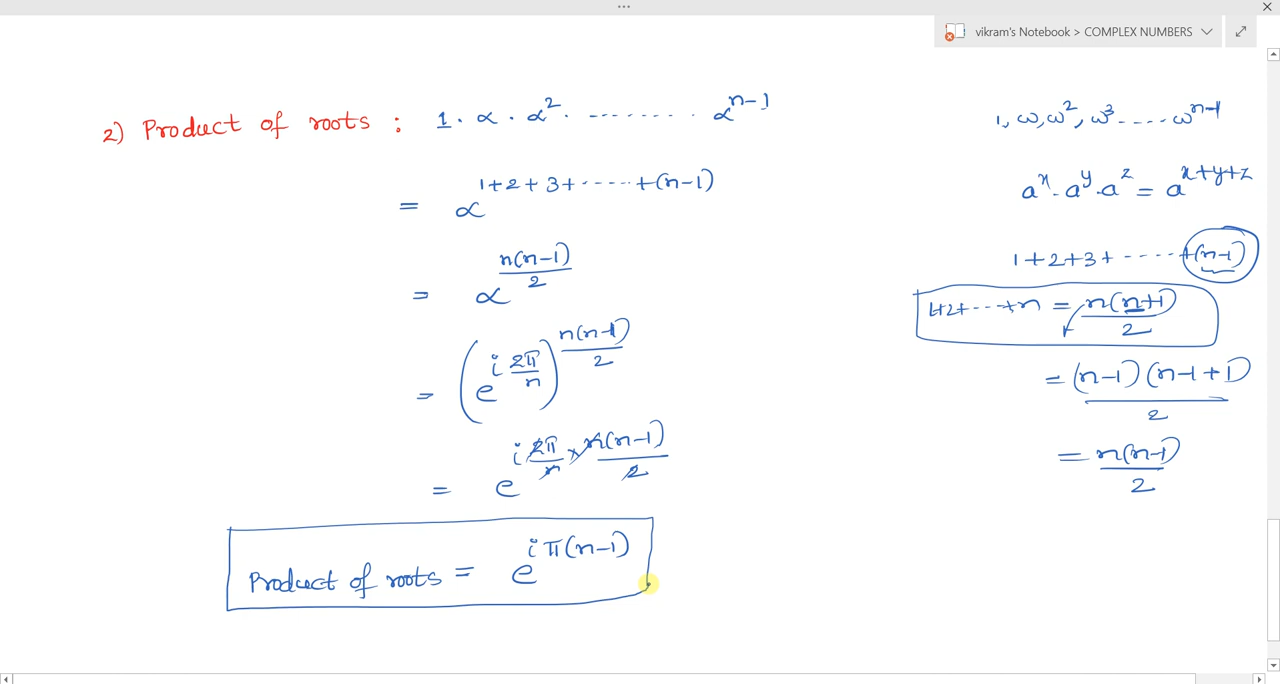 vikram's Notebook > COMPLEX NUMBERS
2) Product of roots : 1 . α . α² . ........ α^(n-1)
= α^(1+2+3+.....+(n-1))
= α^(n(n-1)/2)
= (e^(i 2π/n))^(n(n-1)/2)
= e^(i 2π/n × n(n-1)/2)
Product of roots = e^(iπ(n-1))
1, ω, ω², ω³ ..... ω^(n-1)
a^x . a^y . a^z = a^(x+y+z)
1+2+3+ ..... +(n-1)
1+2+ ...+n = n(n+1)/2
= (n-1)(n-1+1)/2
= n(n-1)/2